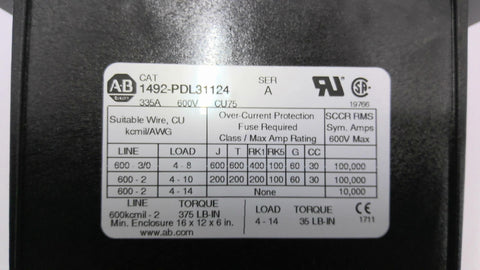 AB
QUALITY
CAT
1492-PDL31124
SER
A
335A 600V CU75
19766
Suitable Wire, CU
kcmil/AWG
Over-Current Protection
Fuse Required
Class / Max Amp Rating
SCCR RMS
Sym. Amps
600V Max
LINE LOAD J T RK1 RK5 G CC
600 - 3/0 4 - 8 600 600 400 100 60 30 100,000
600 - 2 4 - 10 200 200 200 100 60 30 100,000
600 - 2 4 - 14 None 10,000
LINE TORQUE
600kcmil - 2 375 LB-IN
LOAD TORQUE
4 - 14 35 LB-IN
CE
1711
Min. Enclosure 16 x 12 x 6 in.
www.ab.com